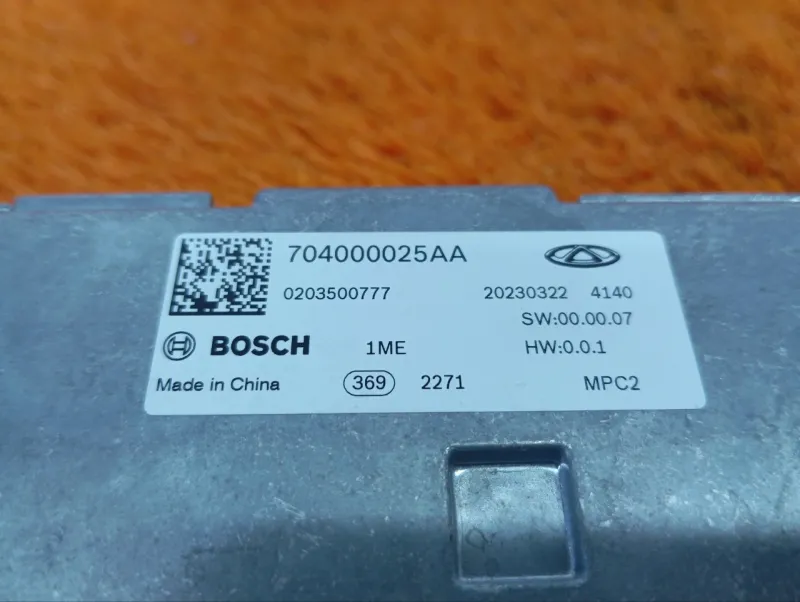 704000025AA
0203500777 20230322 4140
SW:00.00.07
BOSCH 1ME HW:0.0.1
Made in China 369 2271 MPC2